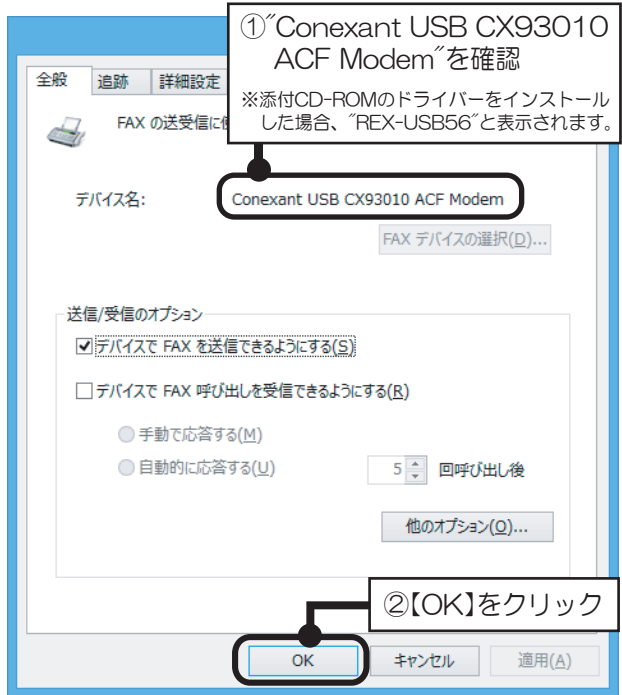 ①"Conexant USB CX93010
ACF Modem"を確認
※添付CD-ROMのドライバーをインストール
した場合、"REX-USB56"と表示されます。
全般 追跡 詳細設定
FAX の送受信に
デバイス名:
Conexant USB CX93010 ACF Modem
FAX デバイスの選択(D)...
送信/受信のオプション
デバイスで FAX を送信できるようにする(S)
デバイスで FAX 呼び出しを受信できるようにする(R)
手動で応答する(M)
自動的に応答する(U)
5 回呼び出し後
他のオプション(O)...
②【OK】をクリック
OK キャンセル 適用(A)